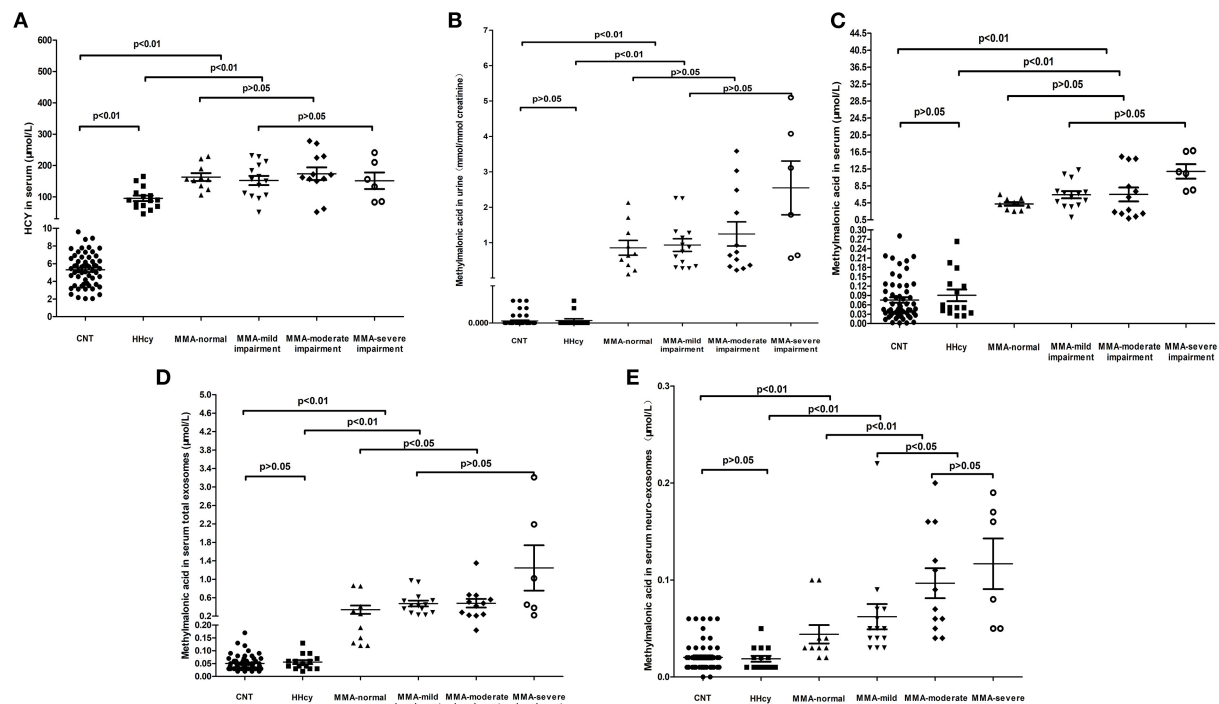 A
HCY in serum (μmol/L)
600
500
400
300
200
100
10
8
6
4
2
0
p<0.01
p<0.01
p>0.05
p<0.01
p>0.05
CNT
HHcy
MMA-normal
MMA-mild
impairment
MMA-moderate
impairment
MMA-severe
impairment
B
Methylmalonic acid in urine（mmol/mmol creatinine）
7
6
5
4
3
2
1
0.000
p<0.01
p<0.01
p>0.05
p>0.05
p>0.05
CNT
HHcy
MMA-normal
MMA-mild
impairment
MMA-moderate
impairment
MMA-severe
impairment
C
Methylmalonic acid in serum (μmol/L)
44.5
40.5
36.5
32.5
28.5
24.5
20.5
16.5
12.5
8.5
4.5
0.5
0.30
0.27
0.24
0.21
0.18
0.15
0.12
0.09
0.06
0.03
0.00
p<0.01
p<0.01
p>0.05
p>0.05
p>0.05
CNT
HHcy
MMA-normal
MMA-mild
impairment
MMA-moderate
impairment
MMA-severe
impairment
D
Methylmalonic acid in serum total exosomes (μmol/L)
5.0
4.6
4.2
3.8
3.4
3.0
2.6
2.2
1.8
1.4
1.0
0.6
0.2
0.20
0.15
0.10
0.05
0.00
p<0.01
p<0.01
p<0.05
p>0.05
p>0.05
CNT
HHcy
MMA-normal
MMA-mild
MMA-moderate
MMA-severe
E
Methylmalonic acid in serum neuro-exosomes（μmol/L）
0.3
0.2
0.1
0.0
p<0.01
p<0.01
p<0.01
p<0.05
p>0.05
p>0.05
CNT
HHcy
MMA-normal
MMA-mild
MMA-moderate
MMA-severe